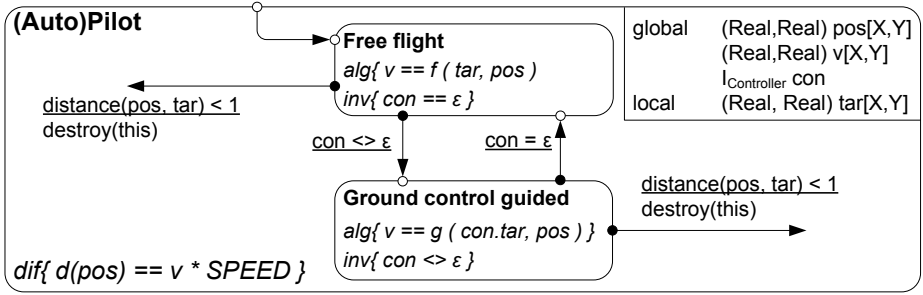 (Auto)Pilot
global (Real,Real) pos[X,Y]
(Real,Real) v[X,Y]
IController con
local (Real, Real) tar[X,Y]
Free flight
alg{ v == f ( tar, pos )
inv{ con == ε }
distance(pos, tar) < 1
destroy(this)
con <> ε
con = ε
Ground control guided
alg{ v == g ( con.tar, pos ) }
inv{ con <> ε }
distance(pos, tar) < 1
destroy(this)
dif{ d(pos) == v * SPEED }